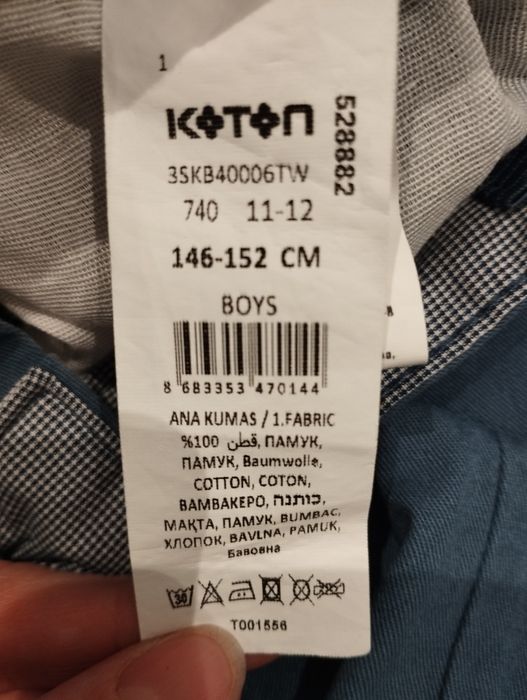 1
KOTON
528882
3SKB40006TW
740 11-12
146-152 CM
BOYS
8 683353 470144
ANA KUMAS / 1.FABRIC
%100 قطن, ПАМУК,
ПАМУК, Baumwolle,
COTTON, COTON,
ΒΑΜΒΑΚΕΡΟ, כותנה,
МАҚТА, ПАМУК, BUMBAC,
ХЛОПОК, BAVLNA, PAMUK,
Бавовна
30
T001556